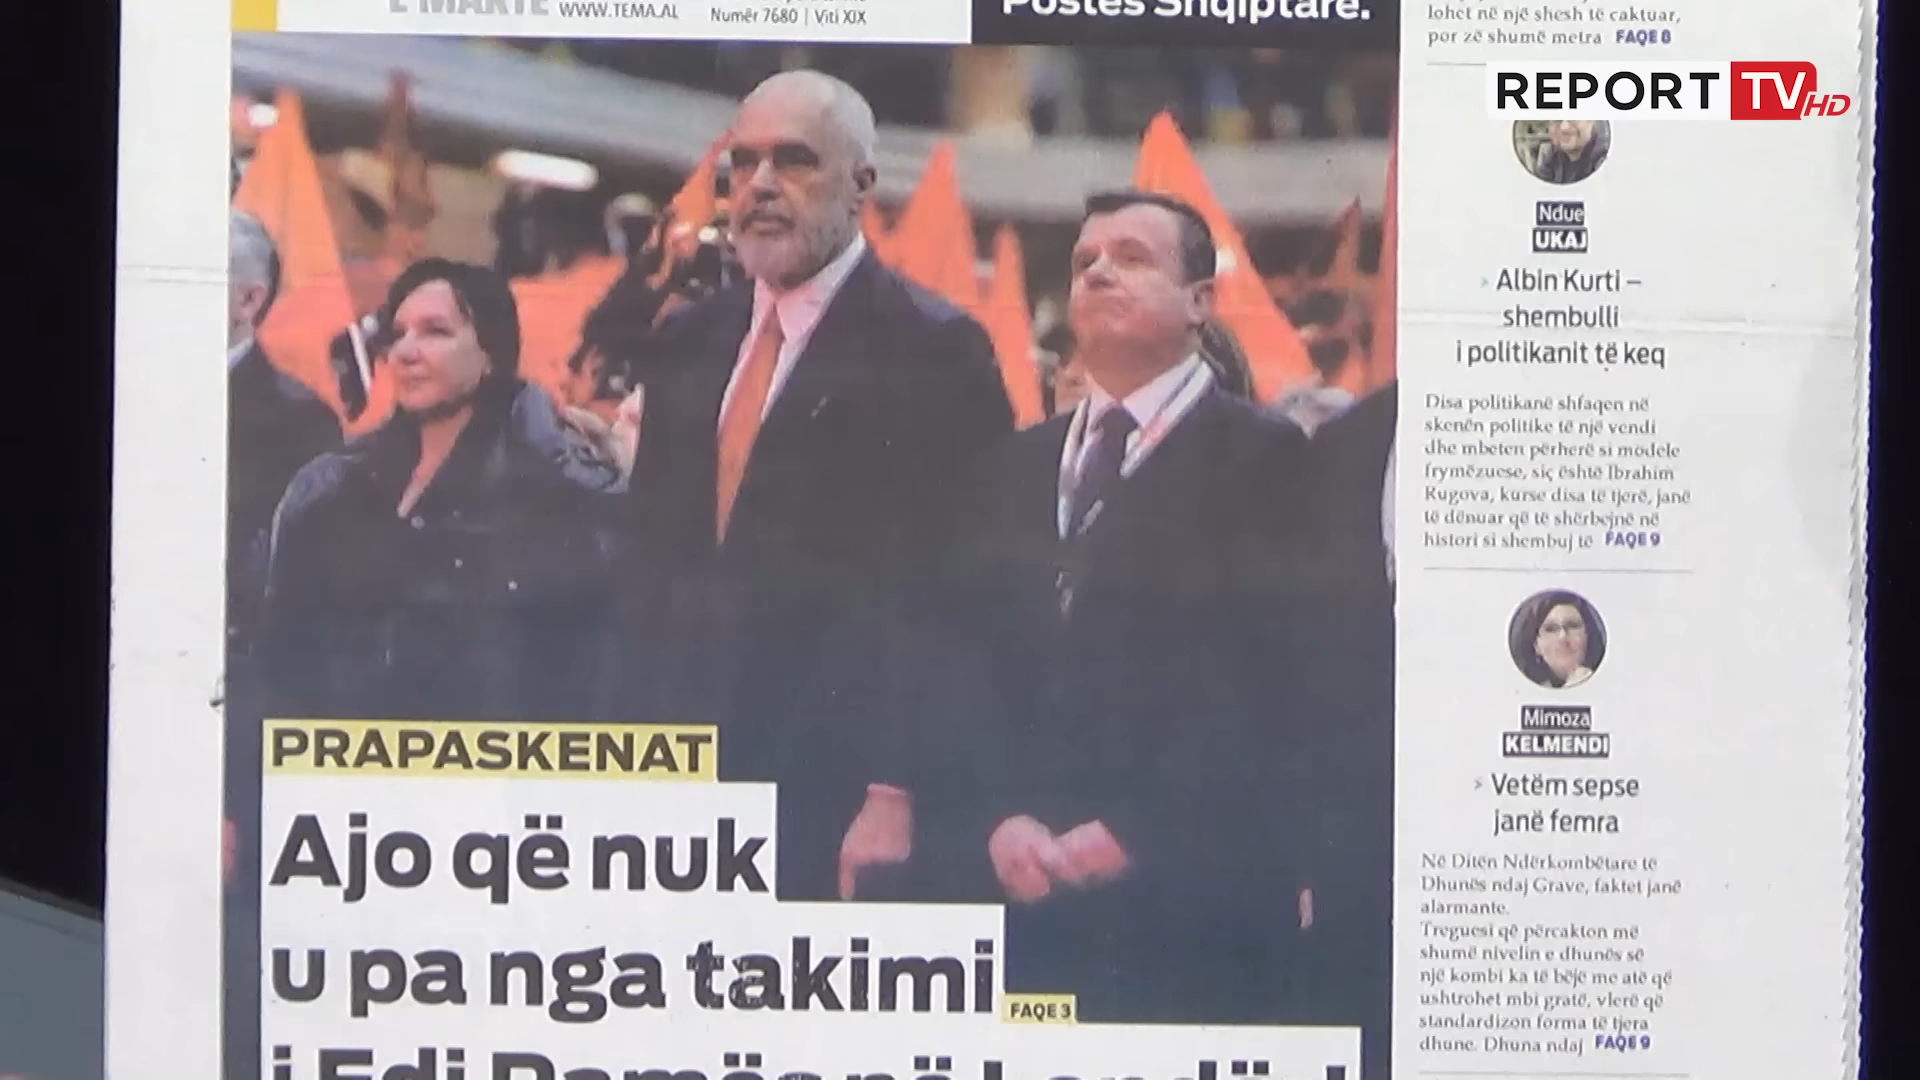 E MARTË
WWW.TEMA.AL
Numër 7680 | Viti XIX
Postës Shqiptare.
lohet në një shesh të caktuar,
por zë shumë metra FAQE 8
REPORT TV HD
Ndue
UKAJ
Albin Kurti –
shembulli
i politikanit të keq
Disa politikanë shfaqen në
skenën politike të një vendi
dhe mbeten përherë si modele
frymëzuese, siç është Ibrahim
Rugova, kurse disa të tjerë, janë
të dënuar që të shërbejnë në
histori si shembuj të FAQE 9
Mimoza
KELMENDI
Vetëm sepse
janë femra
Në Ditën Ndërkombëtare të
Dhunës ndaj Grave, faktet janë
alarmante.
Treguesi që përcakton më
shumë nivelin e dhunës së
një kombi ka të bëje me atë që
ushtrohet mbi gratë, vlerë që
standardizon forma të tjera
dhune. Dhuna ndaj FAQE 9
PRAPASKENAT
Ajo që nuk
u pa nga takimi
FAQE 3
i Edi Ramës në Londër!